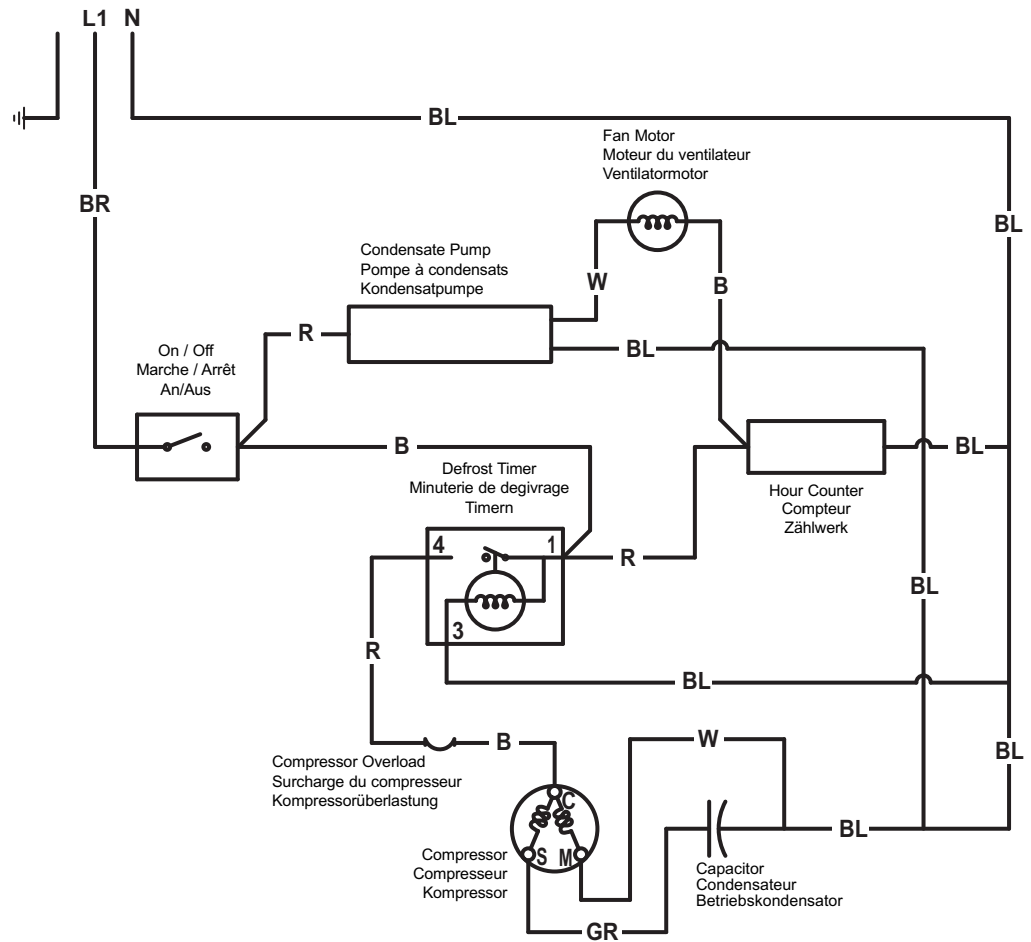 L1 N
BL
Fan Motor
Moteur du ventilateur
Ventilatormotor
BR
BL
Condensate Pump
Pompe à condensats
Kondensatpumpe
W
B
R
BL
On / Off
Marche / Arrêt
An/Aus
B
BL
Defrost Timer
Minuterie de degivrage
Timern
Hour Counter
Compteur
Zählwerk
4
1
R
BL
3
R
BL
B
W
BL
Compressor Overload
Surcharge du compresseur
Kompressorüberlastung
C
BL
S
M
Compressor
Compresseur
Kompressor
Capacitor
Condensateur
Betriebskondensator
GR